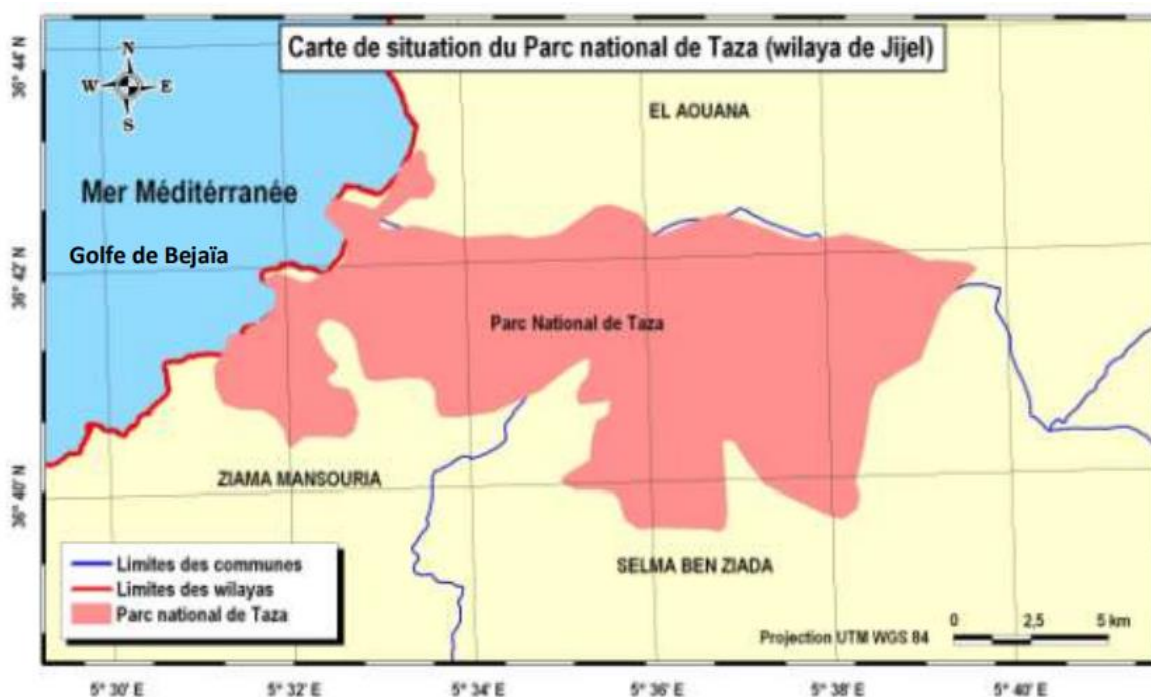 Carte de situation du Parc national de Taza (wilaya de Jijel)
36° 44' N
N
W E
S
EL AOUANA
Mer Méditérranée
Golfe de Bejaïa
36° 42' N
Parc National de Taza
ZIAMA MANSOURIA
36° 40' N
SELMA BEN ZIADA
Limites des communes
Limites des wilayas
Parc national de Taza
0 2,5 5 km
Projection UTM WGS 84
5° 30' E 5° 32' E 5° 34' E 5° 36' E 5° 38' E 5° 40' E